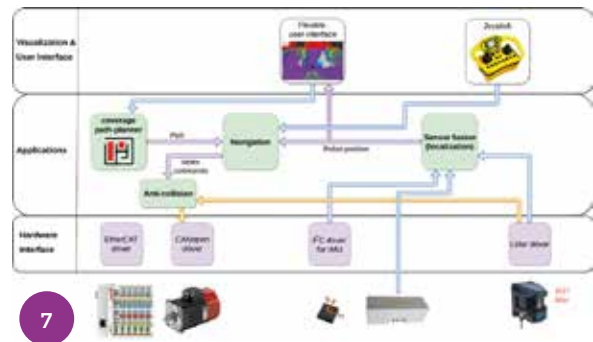 Flexible
user interface
Joystick
Visualization &
User Interface
coverage
path planner
Path
Navigation
Robot position
Sensor fusion
(localization)
Applications
commands
Anti-collision
Hardware
Interface
EtherCAT
driver
CANopen
driver
I²C driver
for IMU
Lidar driver
7